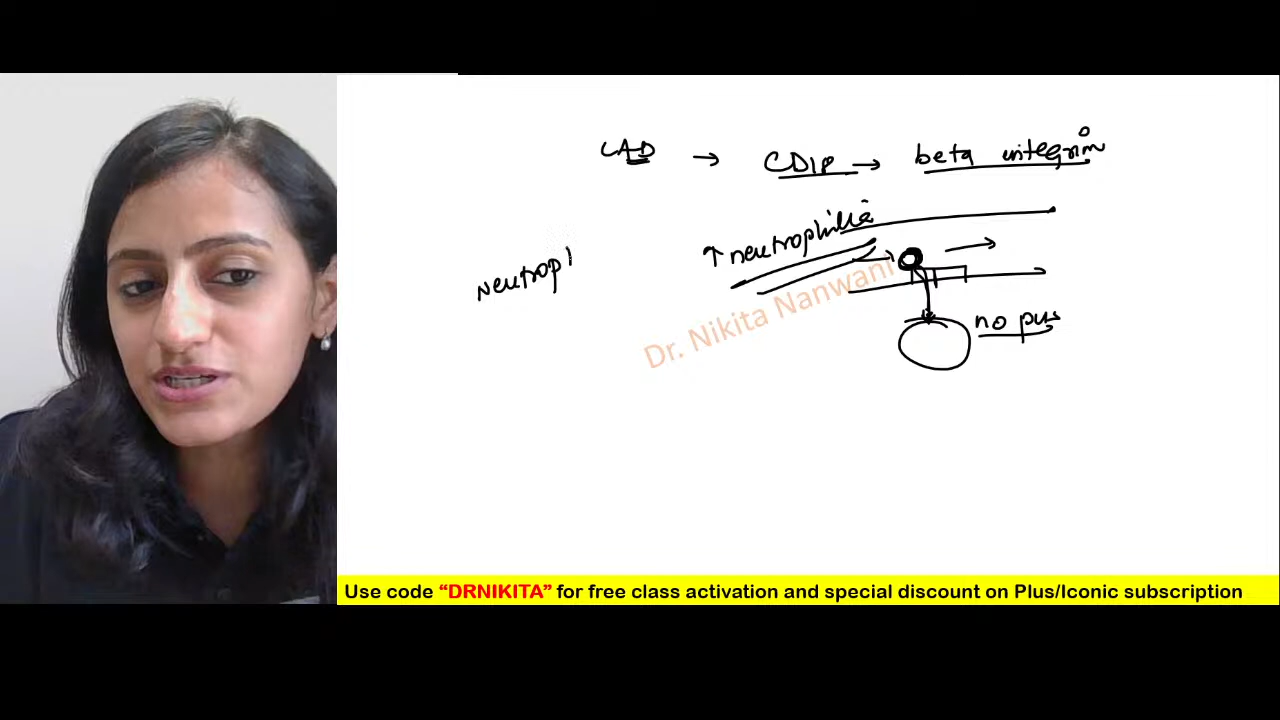 LAD → CD18 → beta integrin
↑ neutrophilia
Neutropl
no pus
Dr. Nikita Nanwani
Use code “DRNIKITA” for free class activation and special discount on Plus/Iconic subscription